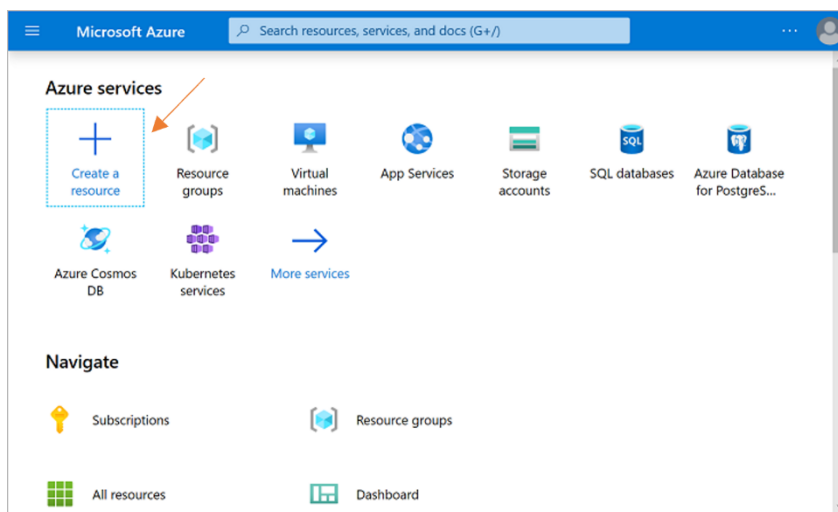 Microsoft Azure
Search resources, services, and docs (G+/)
...
Azure services
Create a
resource
Resource
groups
Virtual
machines
App Services
Storage
accounts
SQL
SQL databases
Azure Database
for PostgreS...
Azure Cosmos
DB
Kubernetes
services
More services
Navigate
Subscriptions
Resource groups
All resources
Dashboard